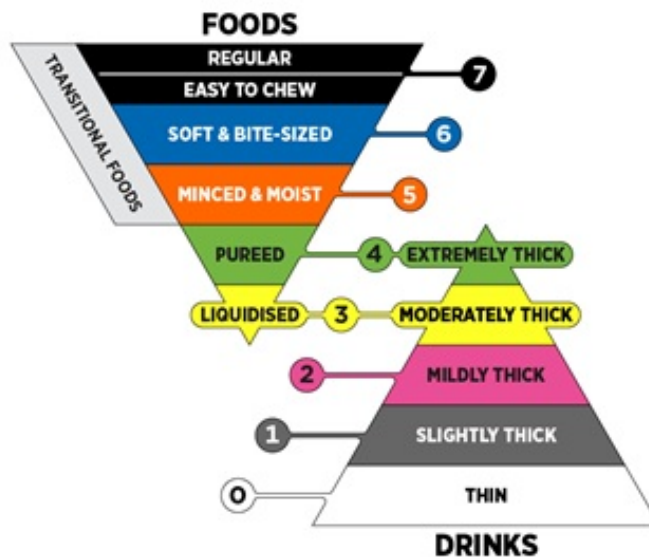 FOODS
REGULAR
7
EASY TO CHEW
TRANSITIONAL FOODS
SOFT & BITE-SIZED
6
MINCED & MOIST
5
PUREED
4
EXTREMELY THICK
LIQUIDISED
3
MODERATELY THICK
2
MILDLY THICK
1
SLIGHTLY THICK
0
THIN
DRINKS